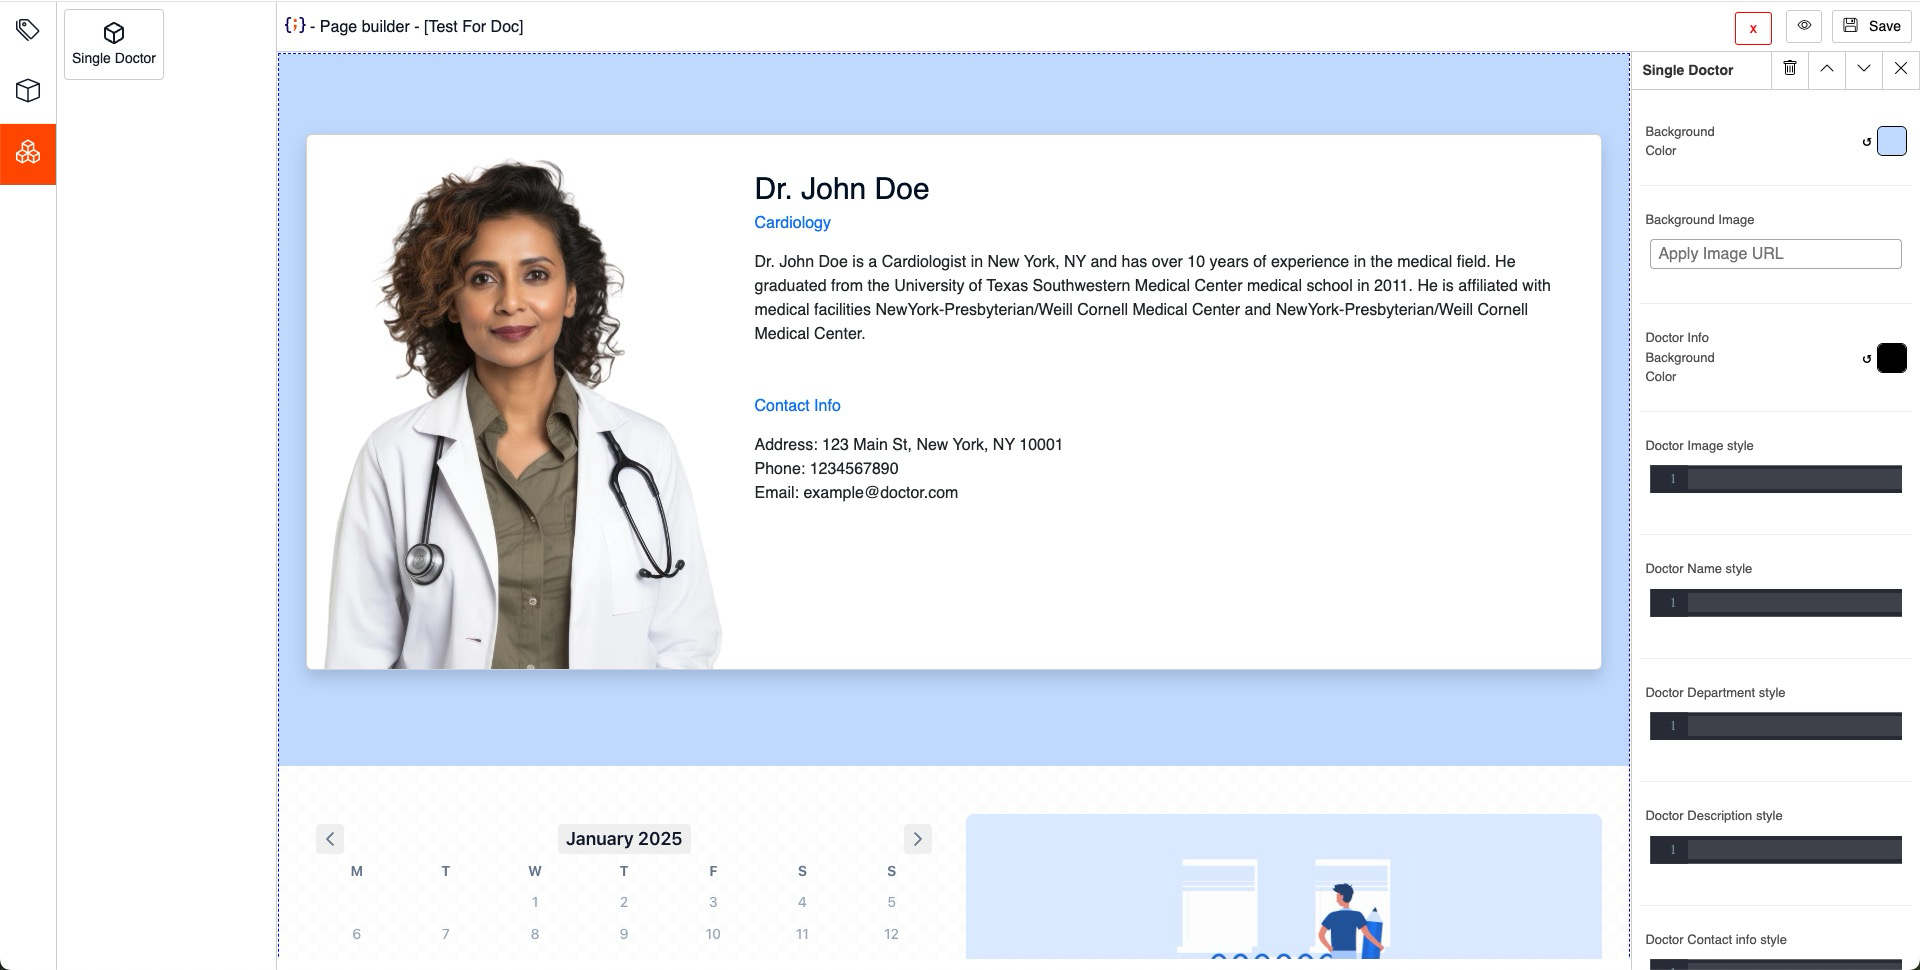 {;} - Page builder - [Test For Doc]
x
Save
Single Doctor
Single Doctor
Background
Color
↺
Background Image
Apply Image URL
Doctor Info
Background
Color
↺
Doctor Image style
1
Doctor Name style
1
Doctor Department style
1
Doctor Description style
1
Doctor Contact info style
Dr. John Doe
Cardiology
Dr. John Doe is a Cardiologist in New York, NY and has over 10 years of experience in the medical field. He
graduated from the University of Texas Southwestern Medical Center medical school in 2011. He is affiliated with
medical facilities NewYork-Presbyterian/Weill Cornell Medical Center and NewYork-Presbyterian/Weill Cornell
Medical Center.
Contact Info
Address: 123 Main St, New York, NY 10001
Phone: 1234567890
Email: example@doctor.com
January 2025
M T W T F S S
1 2 3 4 5
6 7 8 9 10 11 12